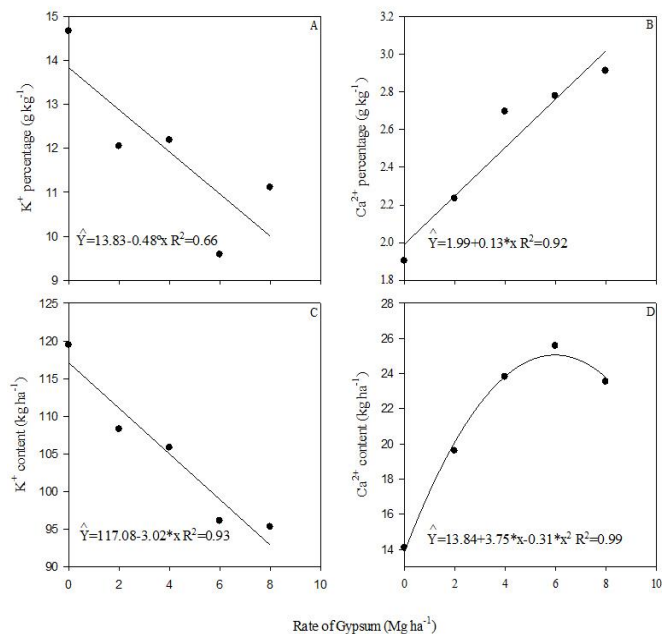 A
K⁺ percentage (g kg⁻¹)
15
14
13
12
11
10
9
Ŷ=13.83-0.48ºx R²=0.66
B
Ca²⁺ percentage (g kg⁻¹)
3.2
3.0
2.8
2.6
2.4
2.2
2.0
1.8
Ŷ=1.99+0.13*x R²=0.92
C
K⁺ content (kg ha⁻¹)
125
120
115
110
105
100
95
90
Ŷ=117.08-3.02*x R²=0.93
0 2 4 6 8 10
D
Ca²⁺ content (kg ha⁻¹)
28
26
24
22
20
18
16
14
12
Ŷ=13.84+3.75*x-0.31*x² R²=0.99
0 2 4 6 8 10
Rate of Gypsum (Mg ha⁻¹)